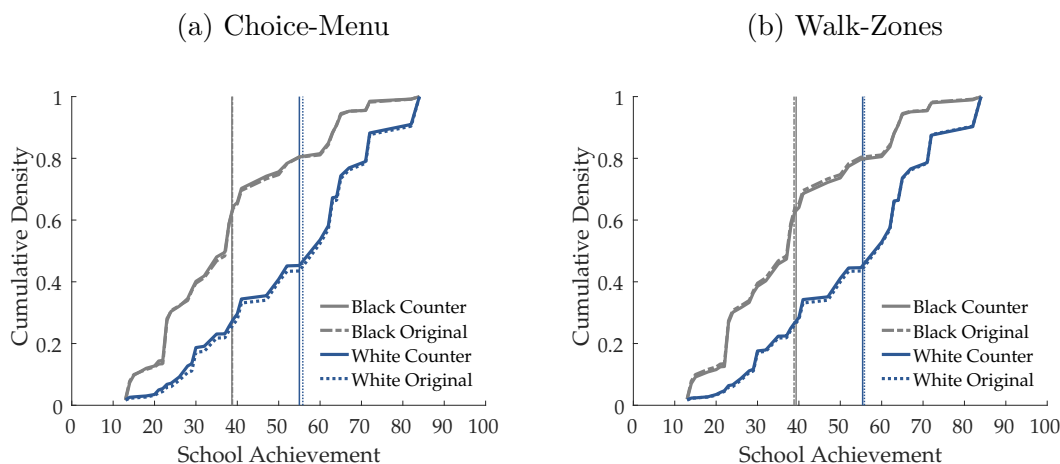 (a) Choice-Menu
1
0.8
0.6
0.4
0.2
0
Cumulative Density
Black Counter
Black Original
White Counter
White Original
0 10 20 30 40 50 60 70 80 90 100
School Achievement
(b) Walk-Zones
1
0.8
0.6
0.4
0.2
0
Cumulative Density
Black Counter
Black Original
White Counter
White Original
0 10 20 30 40 50 60 70 80 90 100
School Achievement